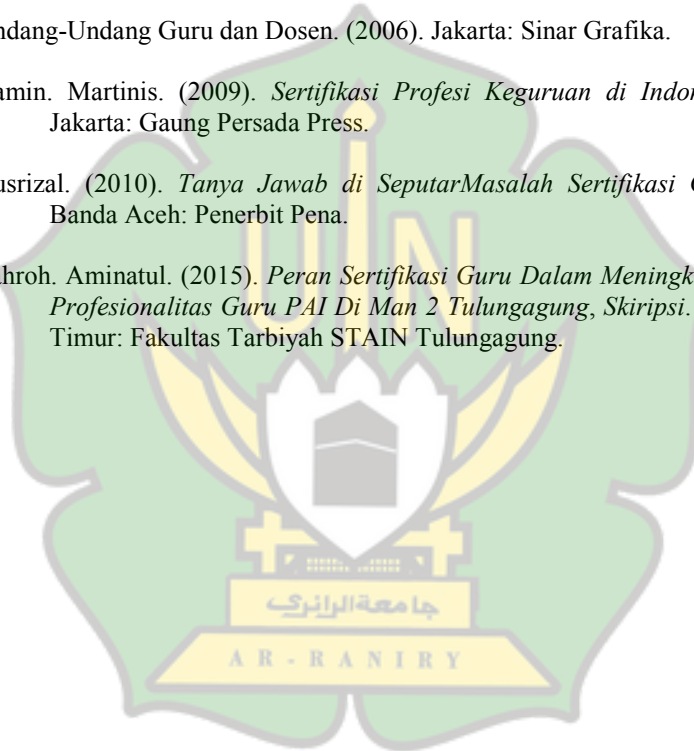 ndang-Undang Guru dan Dosen. (2006). Jakarta: Sinar Grafika.
amin. Martinis. (2009). Sertifikasi Profesi Keguruan di Indon
Jakarta: Gaung Persada Press.
usrizal. (2010). Tanya Jawab di SeputarMasalah Sertifikasi G
Banda Aceh: Penerbit Pena.
ahroh. Aminatul. (2015). Peran Sertifikasi Guru Dalam Meningk
Profesionalitas Guru PAI Di Man 2 Tulungagung, Skiripsi.
Timur: Fakultas Tarbiyah STAIN Tulungagung.
UIN
جامعة الرانري
AR-RANIRY